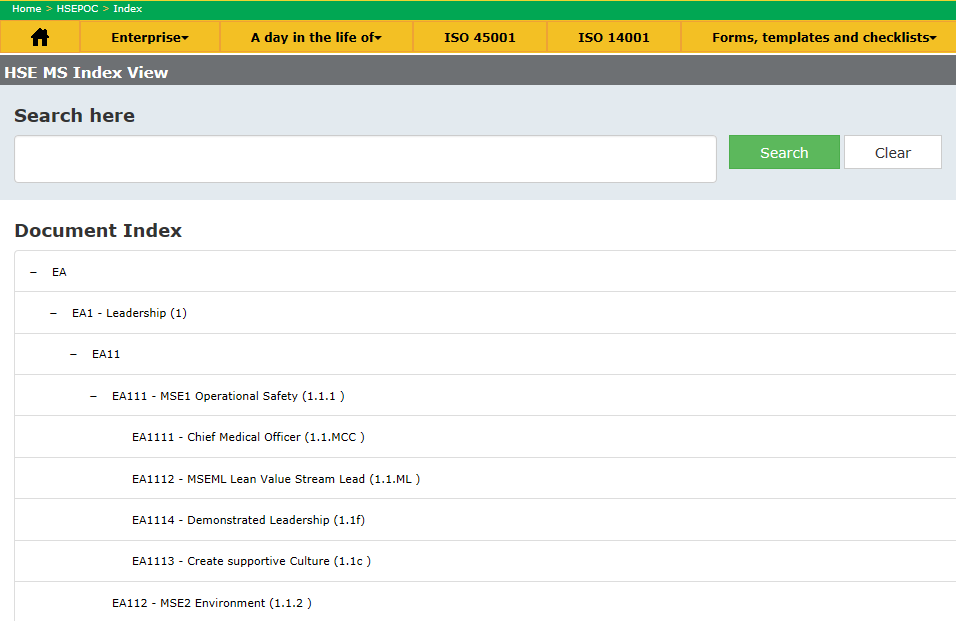 Home > HSEPOC > Index
Enterprise A day in the life of ISO 45001 ISO 14001 Forms, templates and checklists
HSE MS Index View
Search here
Search Clear
Document Index
− EA
− EA1 - Leadership (1)
− EA11
− EA111 - MSE1 Operational Safety (1.1.1 )
EA1111 - Chief Medical Officer (1.1.MCC )
EA1112 - MSEML Lean Value Stream Lead (1.1.ML )
EA1114 - Demonstrated Leadership (1.1f)
EA1113 - Create supportive Culture (1.1c )
EA112 - MSE2 Environment (1.1.2 )